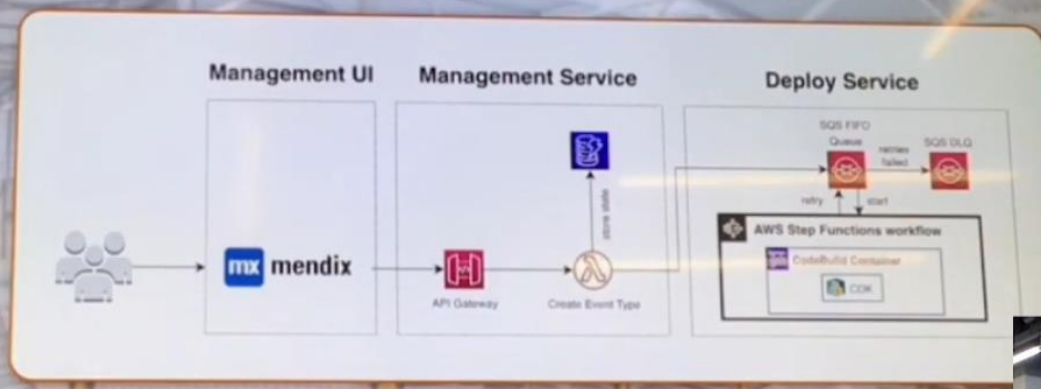 Management UI
Management Service
Deploy Service
SQS FIFO
Queue
retries
failed
SQS DLQ
store state
retry
start
AWS Step Functions workflow
CodeBuild Container
CDK
mx mendix
API Gateway
Create Event Type